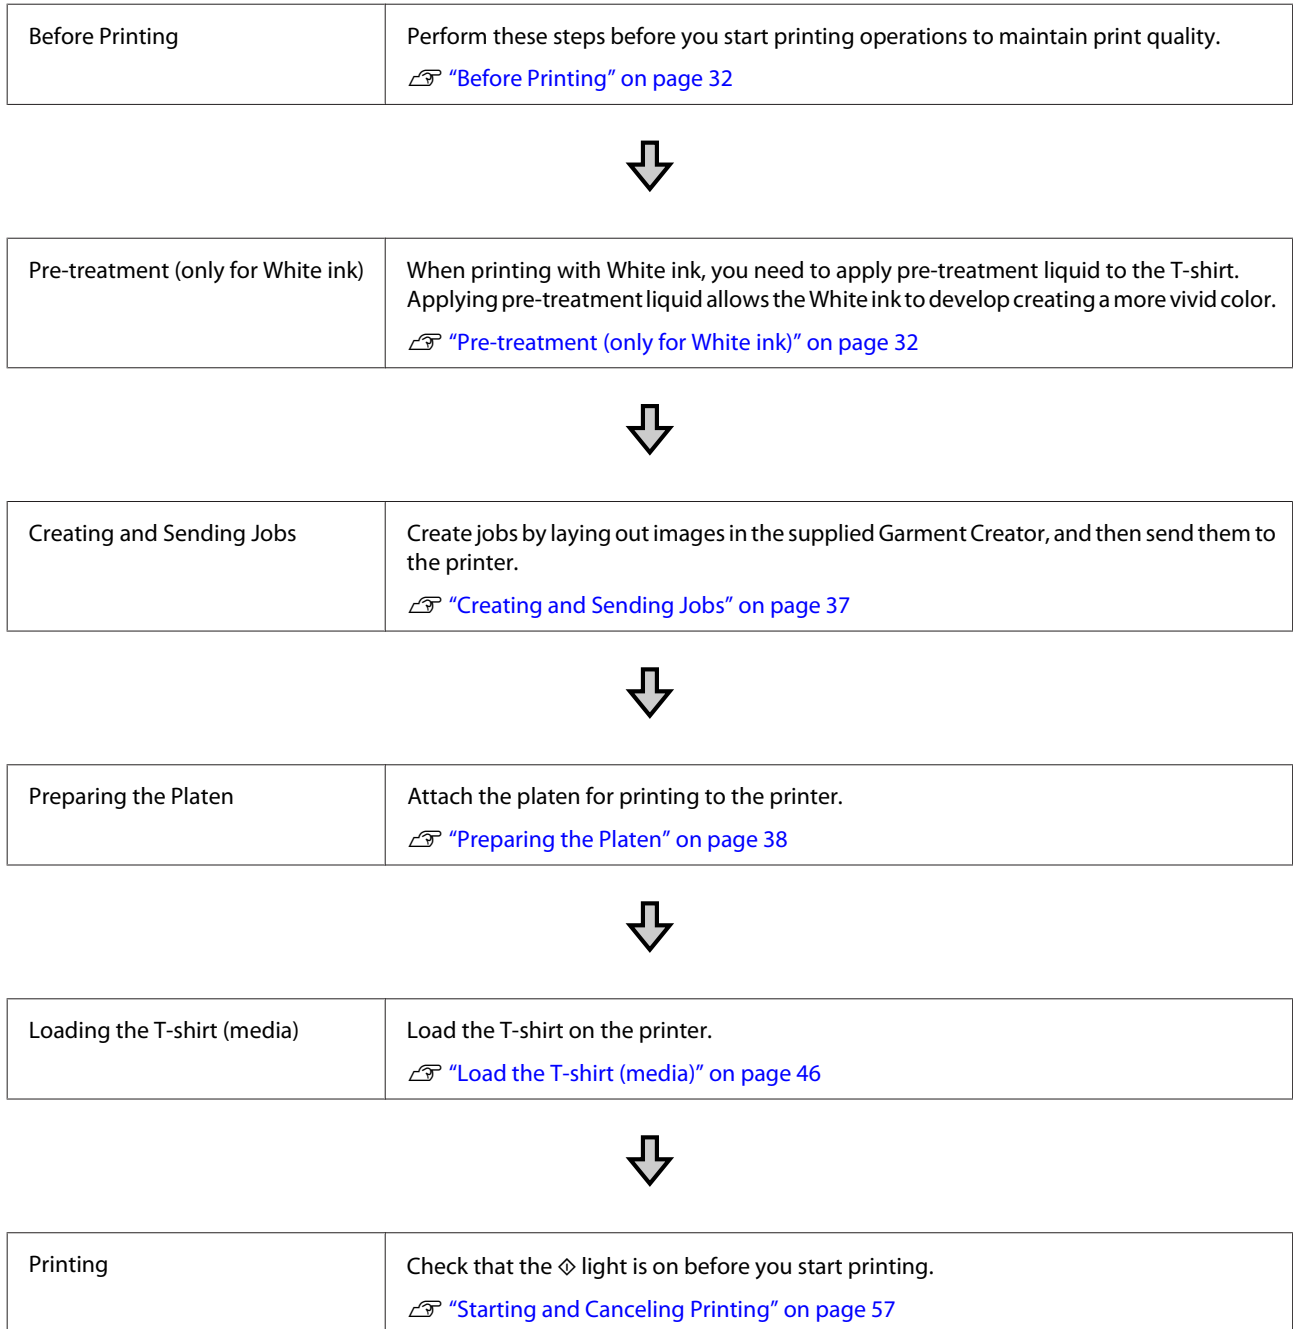 Before Printing
Perform these steps before you start printing operations to maintain print quality.
“Before Printing” on page 32
Pre-treatment (only for White ink)
When printing with White ink, you need to apply pre-treatment liquid to the T-shirt.
Applying pre-treatment liquid allows the White ink to develop creating a more vivid color.
“Pre-treatment (only for White ink)” on page 32
Creating and Sending Jobs
Create jobs by laying out images in the supplied Garment Creator, and then send them to
the printer.
“Creating and Sending Jobs” on page 37
Preparing the Platen
Attach the platen for printing to the printer.
“Preparing the Platen” on page 38
Loading the T-shirt (media)
Load the T-shirt on the printer.
“Load the T-shirt (media)” on page 46
Printing
Check that the light is on before you start printing.
“Starting and Canceling Printing” on page 57